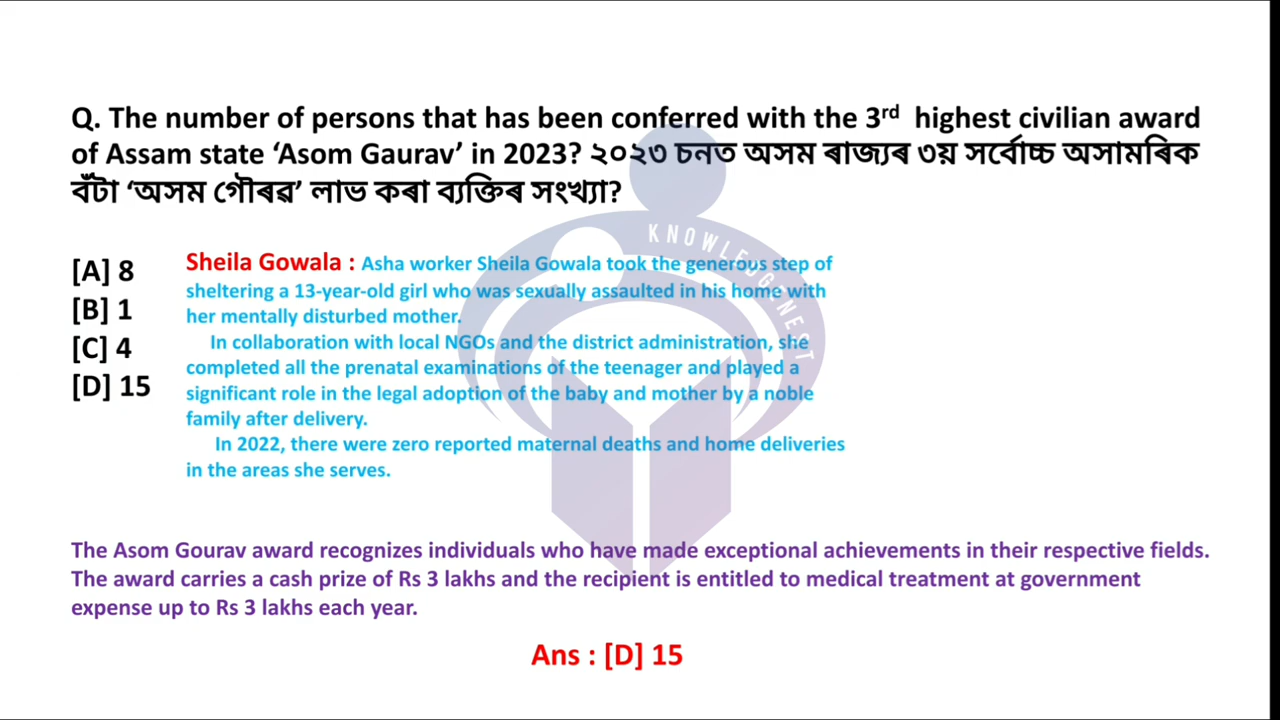 Q. The number of persons that has been conferred with the 3rd highest civilian award
of Assam state ‘Asom Gaurav’ in 2023? ২০২৩ চনত অসম ৰাজ্যৰ ৩য় সৰ্বোচ্চ অসামৰিক
বঁটা ‘অসম গৌৰৱ’ লাভ কৰা ব্যক্তিৰ সংখ্যা?
[A] 8
[B] 1
[C] 4
[D] 15
Sheila Gowala : Asha worker Sheila Gowala took the generous step of
sheltering a 13-year-old girl who was sexually assaulted in his home with
her mentally disturbed mother.
In collaboration with local NGOs and the district administration, she
completed all the prenatal examinations of the teenager and played a
significant role in the legal adoption of the baby and mother by a noble
family after delivery.
In 2022, there were zero reported maternal deaths and home deliveries
in the areas she serves.
KNOWLEDGE NEST
The Asom Gourav award recognizes individuals who have made exceptional achievements in their respective fields.
The award carries a cash prize of Rs 3 lakhs and the recipient is entitled to medical treatment at government
expense up to Rs 3 lakhs each year.
Ans : [D] 15